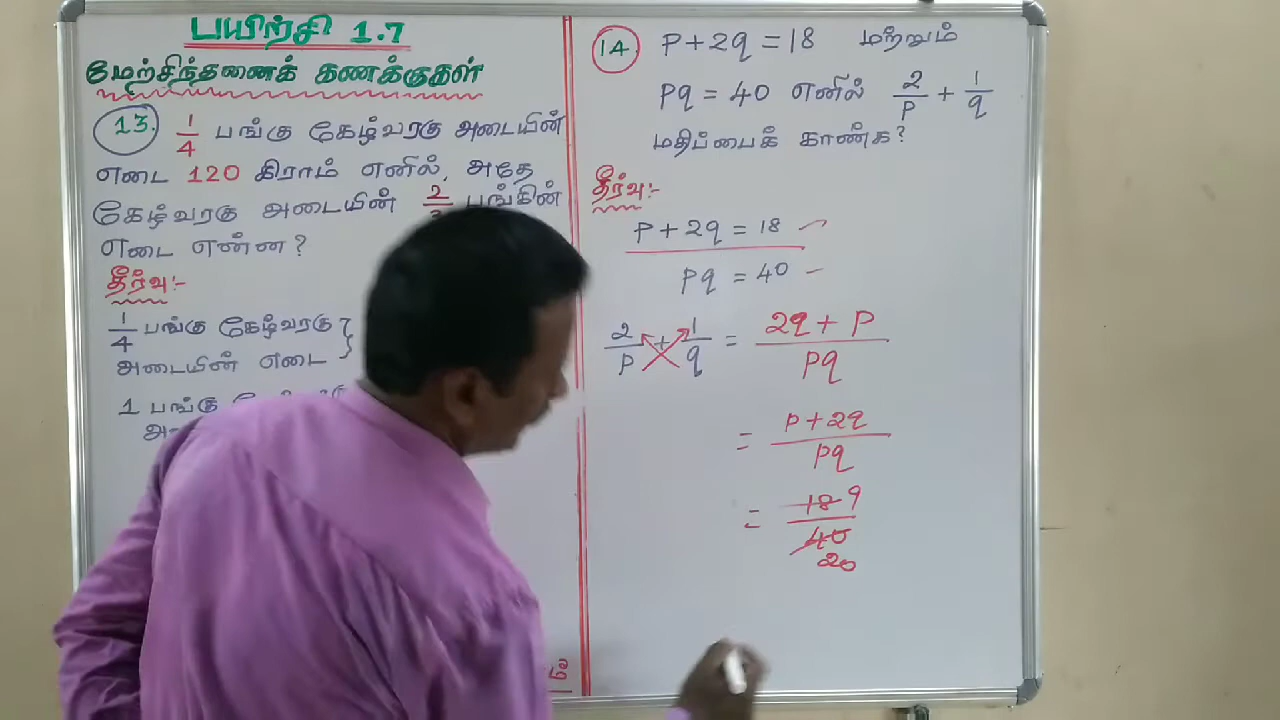 பயிற்சி 1.7
மேற்சிந்தனைக் கணக்குகள்
13. 1/4 பங்கு கேழ்வரகு அடையின்
எடை 120 கிராம் எனில், அதே
கேழ்வரகு அடையின் பங்கின்
எடை என்ன?
தீர்வு:-
1/4 பங்கு கேழ்வரகு
அடையின் எடை }
1 பங்கு
14 P + 2q = 18 மற்றும்
Pq = 40 எனில் 2/P + 1/q
மதிப்பைக் காண்க?
தீர்வு:-
P + 2q = 18
Pq = 40
2/P + 1/q = 2q + P / Pq
= P + 2q / Pq
= 18 9 / 40 20